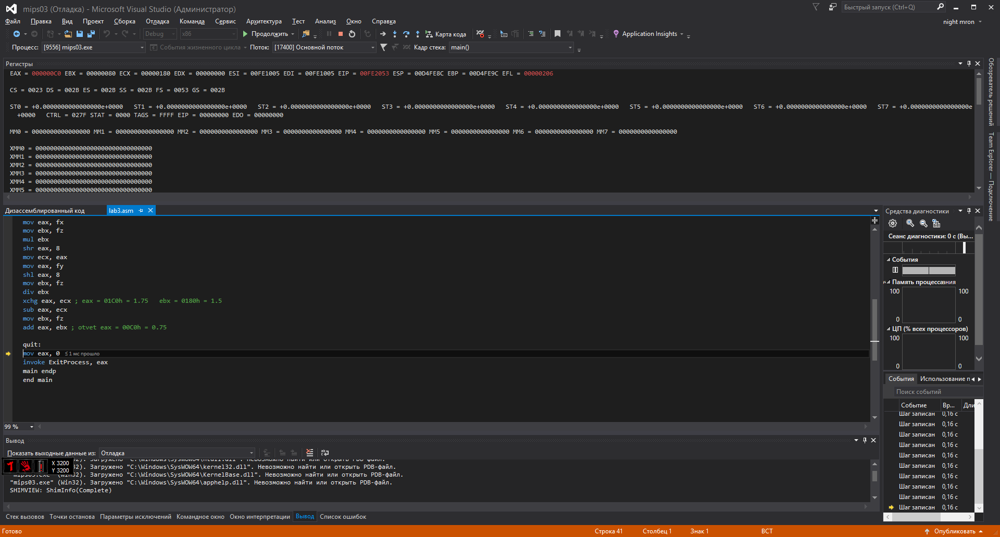 mips03 (Отладка) - Microsoft Visual Studio (Администратор)
Быстрый запуск (Ctrl+Q)
Файл Правка Вид Проект Сборка Отладка Команда Сервис Архитектура Тест Анализ Окно Справка
night mron
Debug x86 Продолжить Карта кода Application Insights
Процесс: [9556] mips03.exe События жизненного цикла Поток: [17400] Основной поток Кадр стека: main()
Регистры
EAX = 000000C0 EBX = 00000080 ECX = 00000180 EDX = 00000000 ESI = 00FE1005 EDI = 00FE1005 EIP = 00FE2053 ESP = 00D4FE8C EBP = 00D4FE9C EFL = 00000206
CS = 0023 DS = 002B ES = 002B SS = 002B FS = 0053 GS = 002B
ST0 = +0.0000000000000000e+0000 ST1 = +0.0000000000000000e+0000 ST2 = +0.0000000000000000e+0000 ST3 = +0.0000000000000000e+0000 ST4 = +0.0000000000000000e+0000 ST5 = +0.0000000000000000e+0000 ST6 = +0.0000000000000000e+0000 ST7 = +0.0000000000000000e
+0000 CTRL = 027F STAT = 0000 TAGS = FFFF EIP = 00000000 EDO = 00000000
MM0 = 0000000000000000 MM1 = 0000000000000000 MM2 = 0000000000000000 MM3 = 0000000000000000 MM4 = 0000000000000000 MM5 = 0000000000000000 MM6 = 0000000000000000 MM7 = 0000000000000000
XMM0 = 00000000000000000000000000000000
XMM1 = 00000000000000000000000000000000
XMM2 = 00000000000000000000000000000000
XMM3 = 00000000000000000000000000000000
XMM4 = 00000000000000000000000000000000
XMM5 = 00000000000000000000000000000000
Обозреватель решений
Team Explorer — Подключение
Дизассемблированный код lab3.asm
mov eax, fx
mov ebx, fz
mul ebx
shr eax, 8
mov ecx, eax
mov eax, fy
shl eax, 8
mov ebx, fz
div ebx
xchg eax, ecx ; eax = 01C0h = 1.75 ebx = 0180h = 1.5
sub eax, ecx
mov ebx, fz
add eax, ebx ; otvet eax = 00C0h = 0.75
quit:
mov eax, 0 ≤ 1 мс прошло
invoke ExitProcess, eax
main endp
end main
99 %
Средства диагностики
Сеанс диагностики: 0 с (Вы...
События
Память процесса
100 100
0 0
ЦП (% всех процессоров)
100 100
0 0
События Использование п
Поиск событий
Событие Вр... Дли
Шаг записан 0,16 с
Шаг записан 0,16 с
Шаг записан 0,16 с
Шаг записан 0,16 с
Шаг записан 0,16 с
Шаг записан 0,16 с
Шаг записан 0,16 с
Шаг записан 0,16 с
Шаг записан 0,16 с
Шаг записан 0,16 с
Вывод
Показать выходные данные из: Отладка
X 3200
Y 3200
32). Загружено "C:\Windows\SysWOW64\ntdll.dll". Невозможно найти или открыть PDB-файл.
32). Загружено "C:\Windows\SysWOW64\kernel32.dll". Невозможно найти или открыть PDB-файл.
"mips03.exe" (Win32). Загружено "C:\Windows\SysWOW64\KernelBase.dll". Невозможно найти или открыть PDB-файл.
"mips03.exe" (Win32). Загружено "C:\Windows\SysWOW64\apphelp.dll". Невозможно найти или открыть PDB-файл.
SHIMVIEW: ShimInfo(Complete)
Стек вызовов Точки останова Параметры исключений Командное окно Окно интерпретации Вывод Список ошибок
Готово Строка 41 Столбец 1 Знак 1 ВСТ Опубликовать